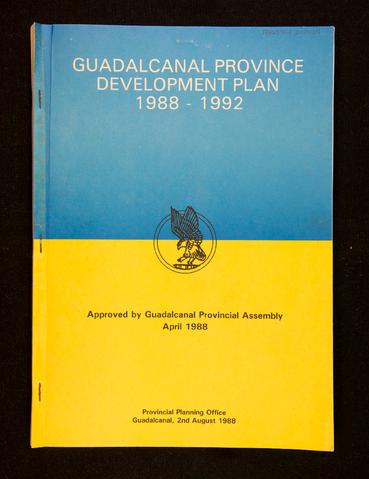 GUADALCANAL PROVINCE
DEVELOPMENT PLAN
1988 - 1992
Approved by Guadalcanal Provincial Assembly
April 1988
Provincial Planning Office
Guadalcanal, 2nd August 1988